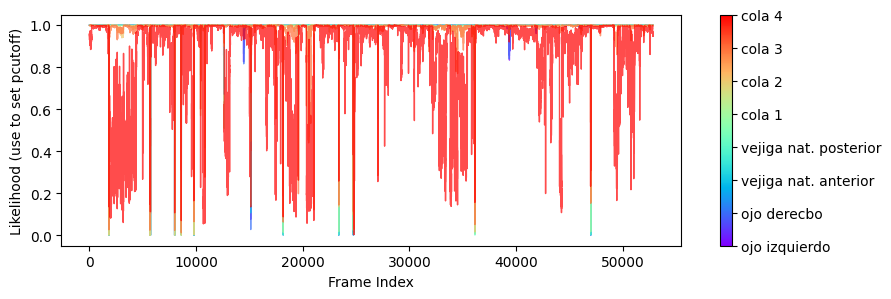 Likelihood (use to set pcutoff)
1.0
0.8
0.6
0.4
0.2
0.0
0
10000
20000
30000
40000
50000
Frame Index
cola 4
cola 3
cola 2
cola 1
vejiga nat. posterior
vejiga nat. anterior
ojo derecbo
ojo izquierdo